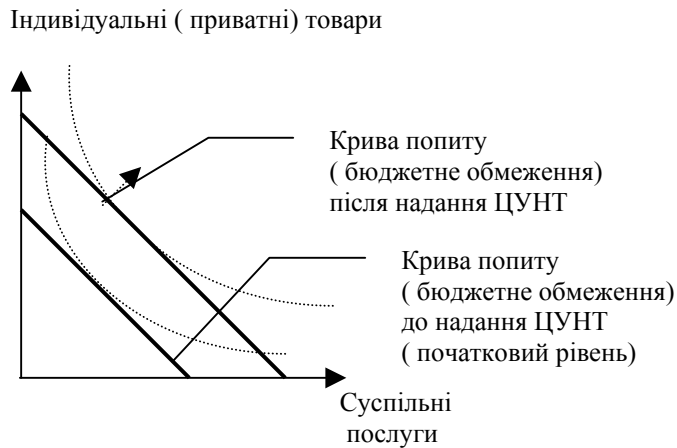 Індивідуальні ( приватні) товари
Крива попиту
( бюджетне обмеження)
після надання ЦУНТ
Крива попиту
( бюджетне обмеження)
до надання ЦУНТ
( початковий рівень)
Суспільні
послуги